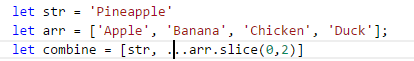 let str = 'Pineapple'
let arr = ['Apple', 'Banana', 'Chicken', 'Duck'];
let combine = [str, ...arr.slice(0,2)]